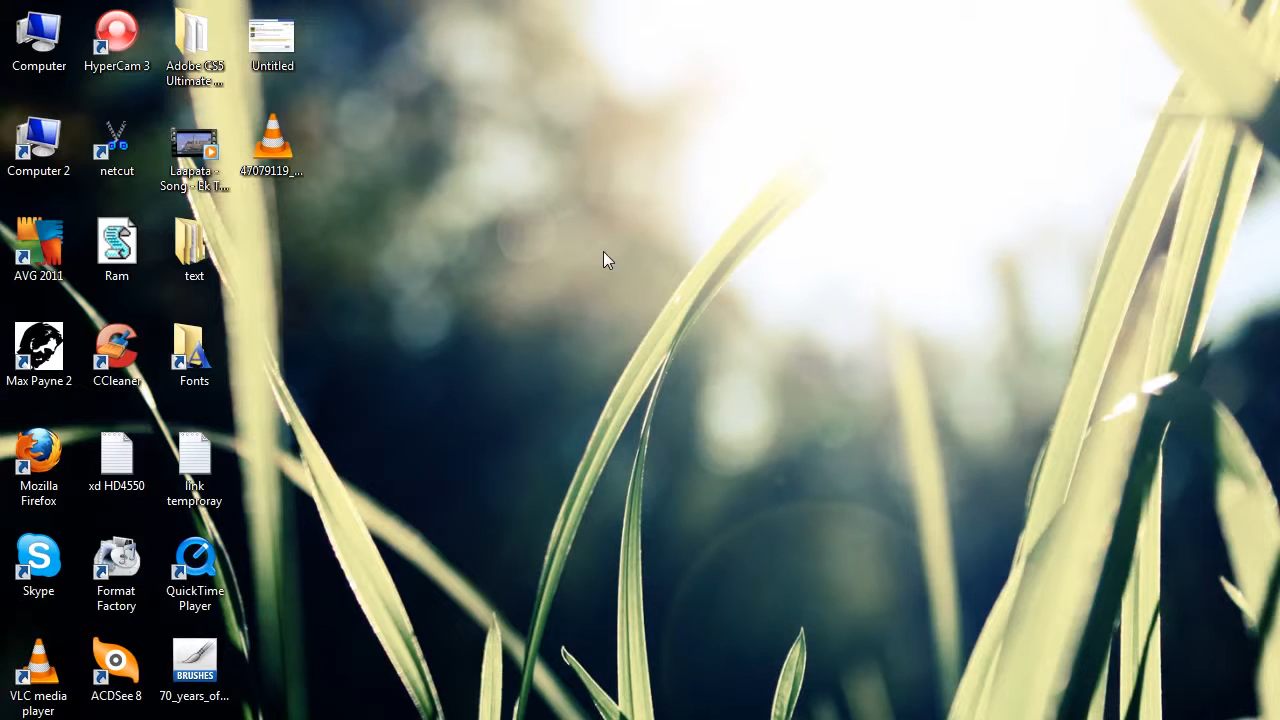 Computer
HyperCam 3
Adobe CS5
Ultimate ...
Untitled
Computer 2
netcut
Laapata -
Song - Ek T...
47079119_...
AVG 2011
Ram
text
Max Payne 2
CCleaner
Fonts
Mozilla
Firefox
xd HD4550
link
temproray
Skype
Format
Factory
QuickTime
Player
VLC media
player
ACDSee 8
BRUSHES
70_years_of...